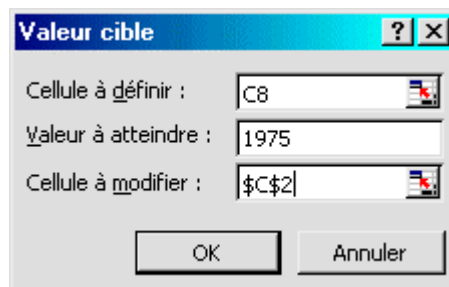 Valeur cible ? ×
Cellule à définir : C8
Valeur à atteindre : 1975
Cellule à modifier : $C$2
OK Annuler